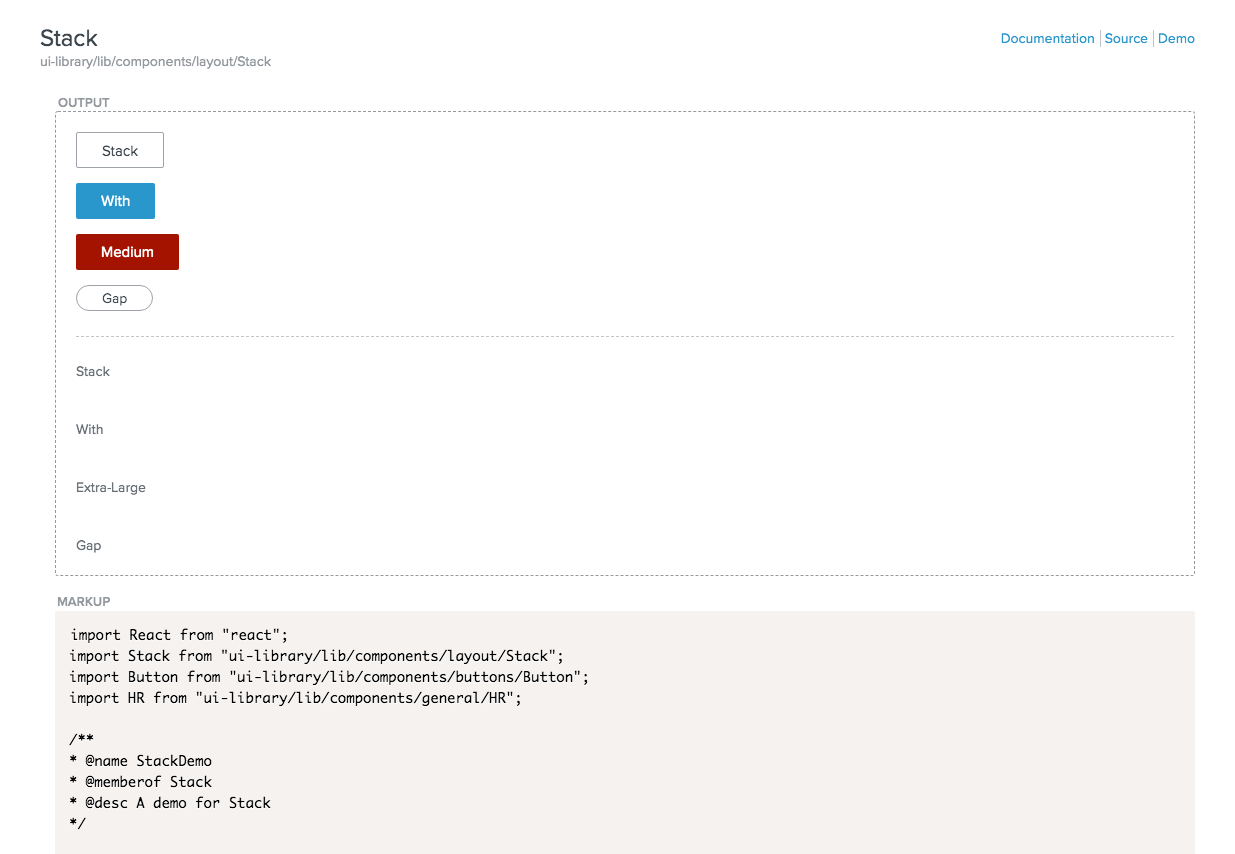 Stack
Documentation Source Demo
ui-library/lib/components/layout/Stack
OUTPUT
Stack
With
Medium
Gap
Stack
With
Extra-Large
Gap
MARKUP
import React from "react";
import Stack from "ui-library/lib/components/layout/Stack";
import Button from "ui-library/lib/components/buttons/Button";
import HR from "ui-library/lib/components/general/HR";
/**
* @name StackDemo
* @memberof Stack
* @desc A demo for Stack
*/